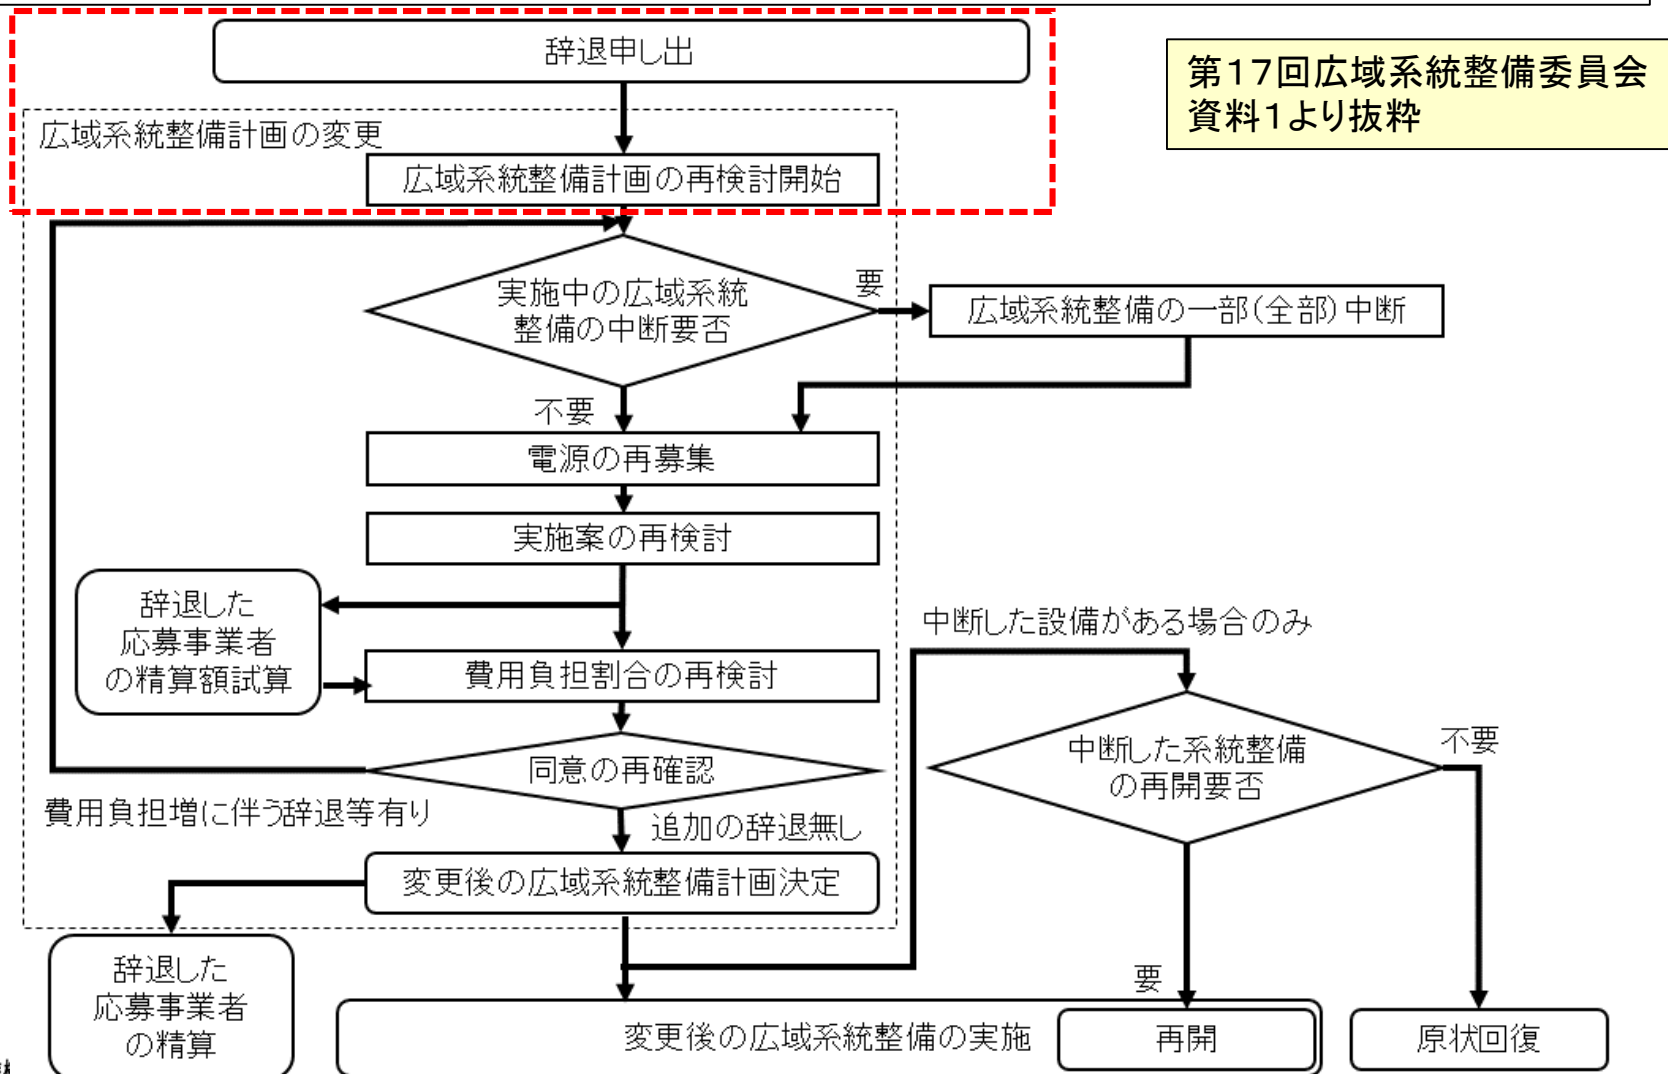 辞退申し出
第17回広域系統整備委員会
資料1より抜粋
広域系統整備計画の変更
広域系統整備計画の再検討開始
実施中の広域系統
整備の中断要否
要
広域系統整備の一部(全部)中断
不要
電源の再募集
実施案の再検討
辞退した
応募事業者
の精算額試算
中断した設備がある場合のみ
費用負担割合の再検討
同意の再確認
中断した系統整備
の再開要否
不要
費用負担増に伴う辞退等有り
追加の辞退無し
変更後の広域系統整備計画決定
辞退した
応募事業者
の精算
要
変更後の広域系統整備の実施
再開
原状回復